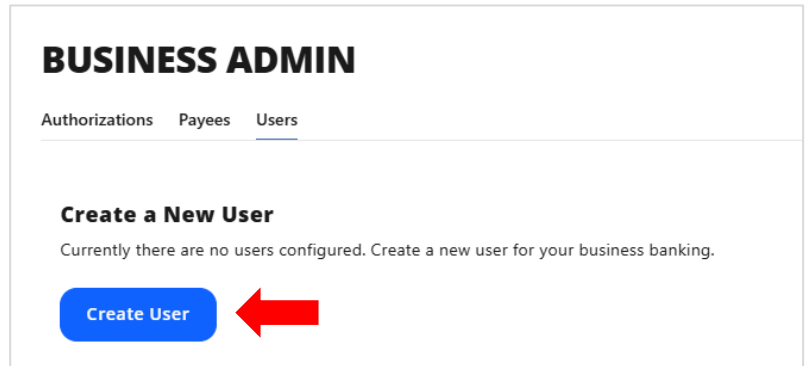 BUSINESS ADMIN
Authorizations Payees Users
Create a New User
Currently there are no users configured. Create a new user for your business banking.
Create User